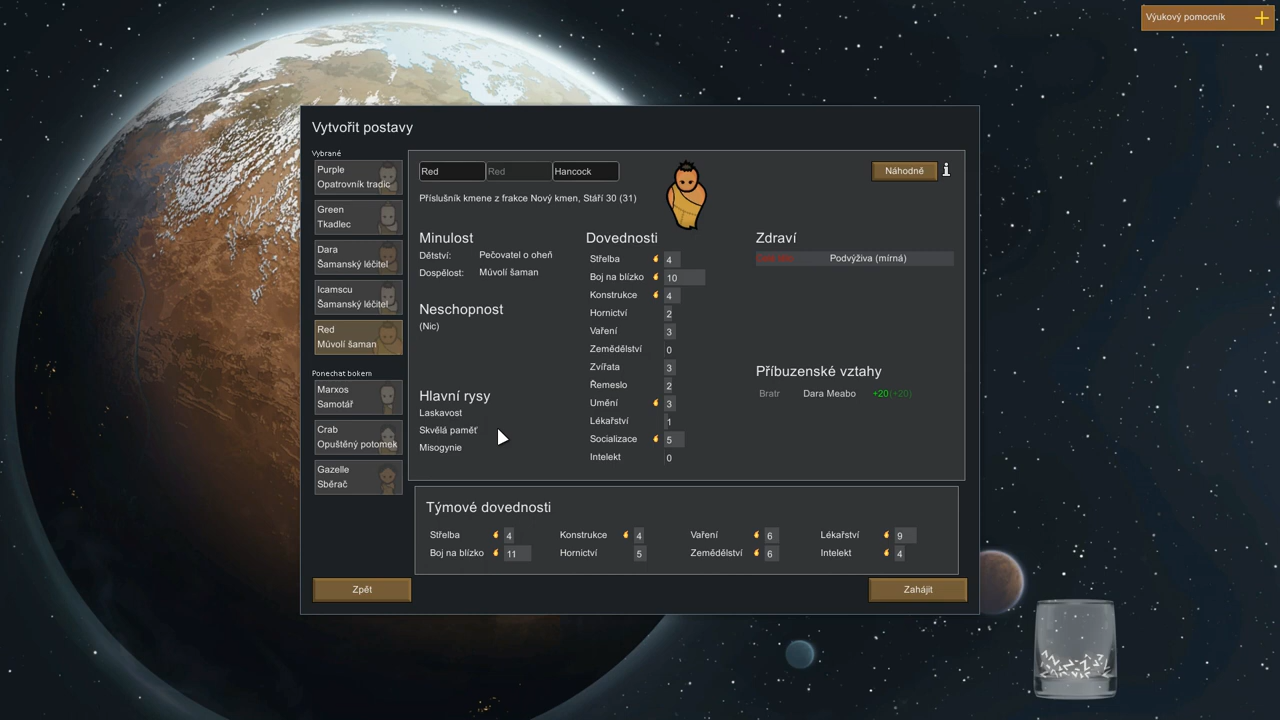 Výukový pomocník
Vytvořit postavy
Vybrané
Purple
Opatrovník tradic
Green
Tkadlec
Dara
Šamanský léčitel
Icamscu
Šamanský léčitel
Red
Můvolí šaman
Ponechat bokem
Marxos
Samotář
Crab
Opuštěný potomek
Gazelle
Sběrač
Red Red Hancock
Náhodně
Příslušník kmene z frakce Nový kmen, Stáří 30 (31)
Minulost
Dětství: Pečovatel o oheň
Dospělost: Můvolí šaman
Neschopnost
(Nic)
Hlavní rysy
Laskavost
Skvělá paměť
Misogynie
Dovednosti
Střelba 4
Boj na blízko 10
Konstrukce 4
Hornictví 2
Vaření 3
Zemědělství 0
Zvířata 3
Řemeslo 2
Umění 3
Lékařství 1
Socializace 5
Intelekt 0
Zdraví
Podvýživa (mírná)
Příbuzenské vztahy
Bratr Dara Meabo +20 (+20)
Týmové dovednosti
Střelba 4 Konstrukce 4 Vaření 6 Lékařství 9
Boj na blízko 11 Hornictví 5 Zemědělství 6 Intelekt 4
Zpět
Zahájit